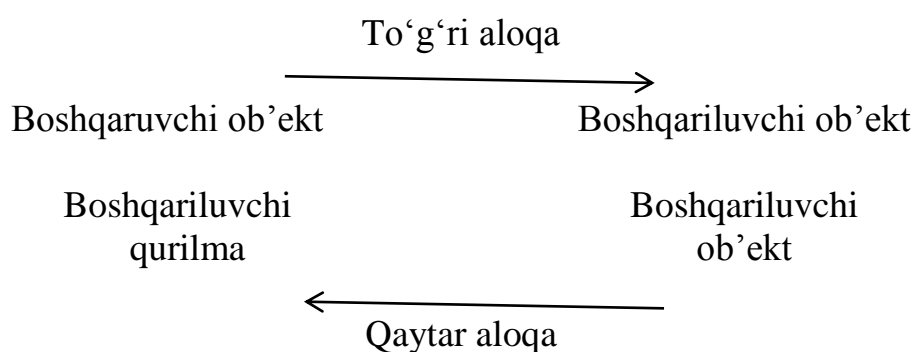 To‘g‘ri aloqa
Boshqaruvchi ob’ekt Boshqariluvchi ob’ekt
Boshqariluvchi qurilma
Boshqariluvchi ob’ekt
Qaytar aloqa